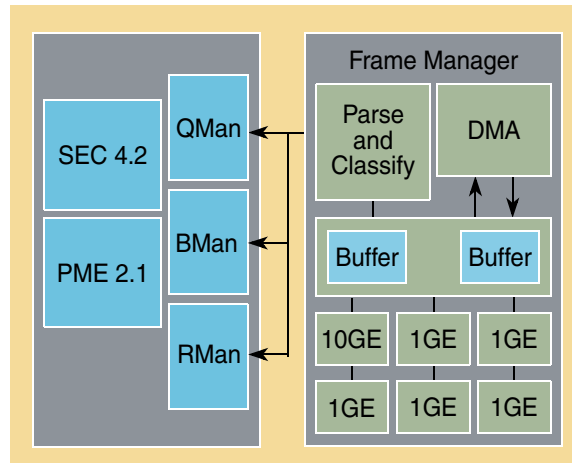 SEC 4.2
PME 2.1
QMan
BMan
RMan
Frame Manager
Parse
and
Classify
DMA
Buffer
Buffer
10GE
1GE
1GE
1GE
1GE
1GE